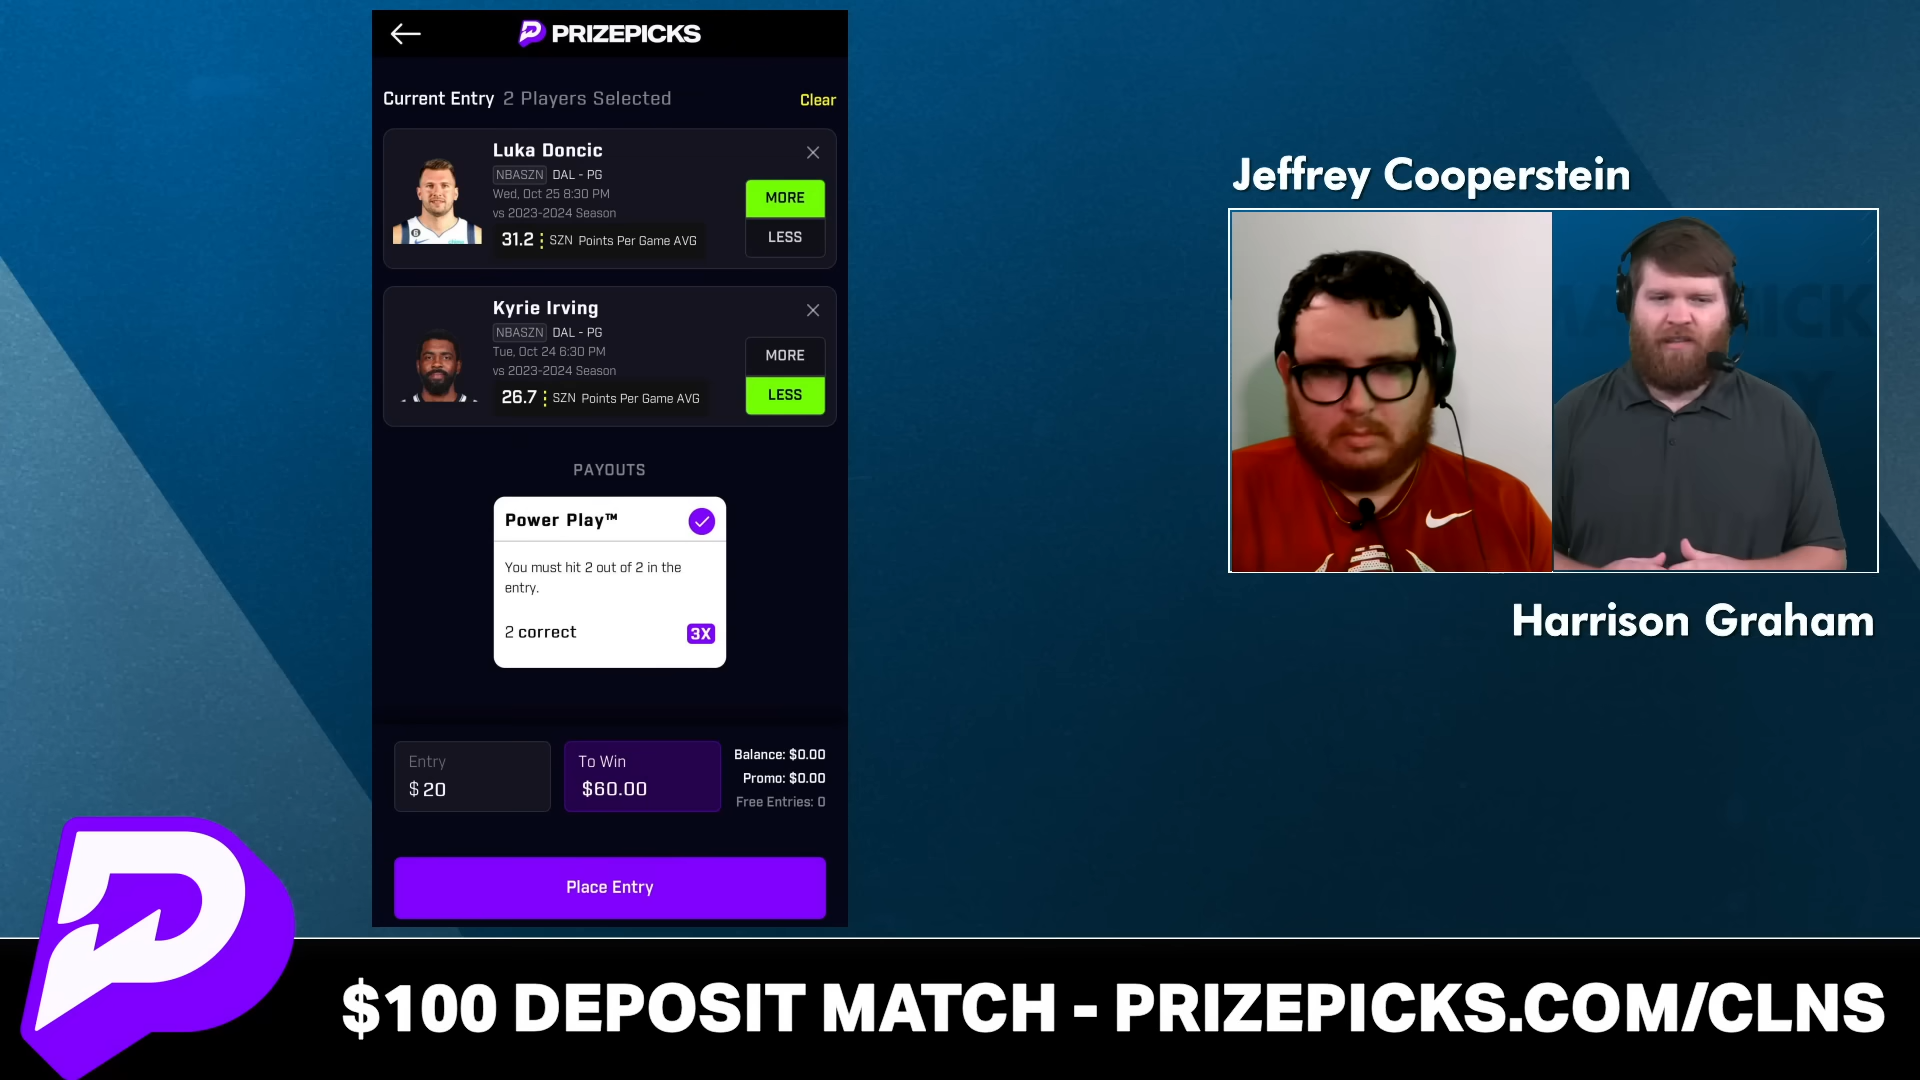 PRIZEPICKS
Current Entry 2 Players Selected Clear
Luka Doncic
NBASZN DAL - PG
Wed, Oct 25 8:30 PM
vs 2023-2024 Season
31.2 SZN Points Per Game AVG
MORE
LESS
Kyrie Irving
NBASZN DAL - PG
Tue, Oct 24 6:30 PM
vs 2023-2024 Season
26.7 SZN Points Per Game AVG
MORE
LESS
PAYOUTS
Power Play™
You must hit 2 out of 2 in the
entry.
2 correct 3X
Entry
$ 20
To Win
$60.00
Balance: $0.00
Promo: $0.00
Free Entries: 0
Place Entry
Jeffrey Cooperstein
Harrison Graham
$100 DEPOSIT MATCH - PRIZEPICKS.COM/CLNS